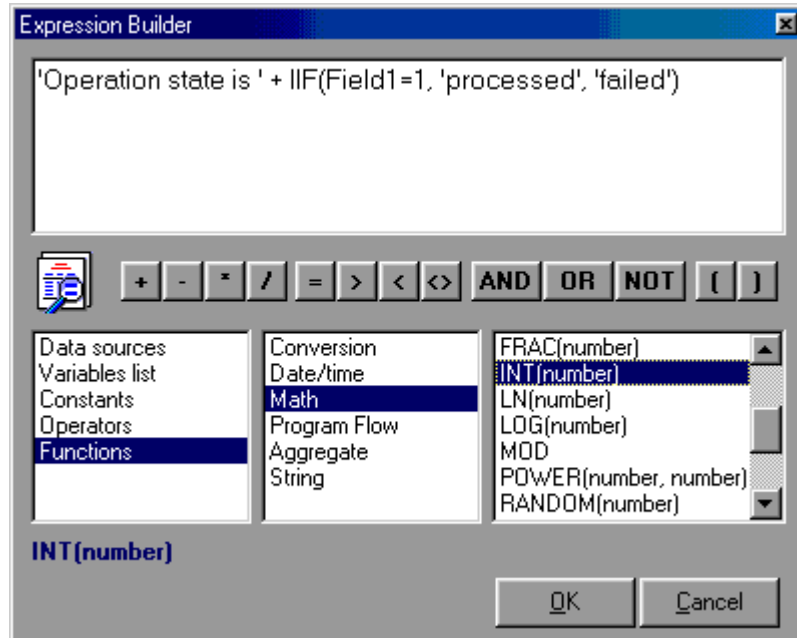 Expression Builder
'Operation state is ' + IIF(Field1=1, 'processed', 'failed')
+ - * / = > < <> AND OR NOT ( )
Data sources
Variables list
Constants
Operators
Functions
Conversion
Date/time
Math
Program Flow
Aggregate
String
FRAC(number)
INT(number)
LN(number)
LOG(number)
MOD
POWER(number, number)
RANDOM(number)
INT(number)
OK Cancel